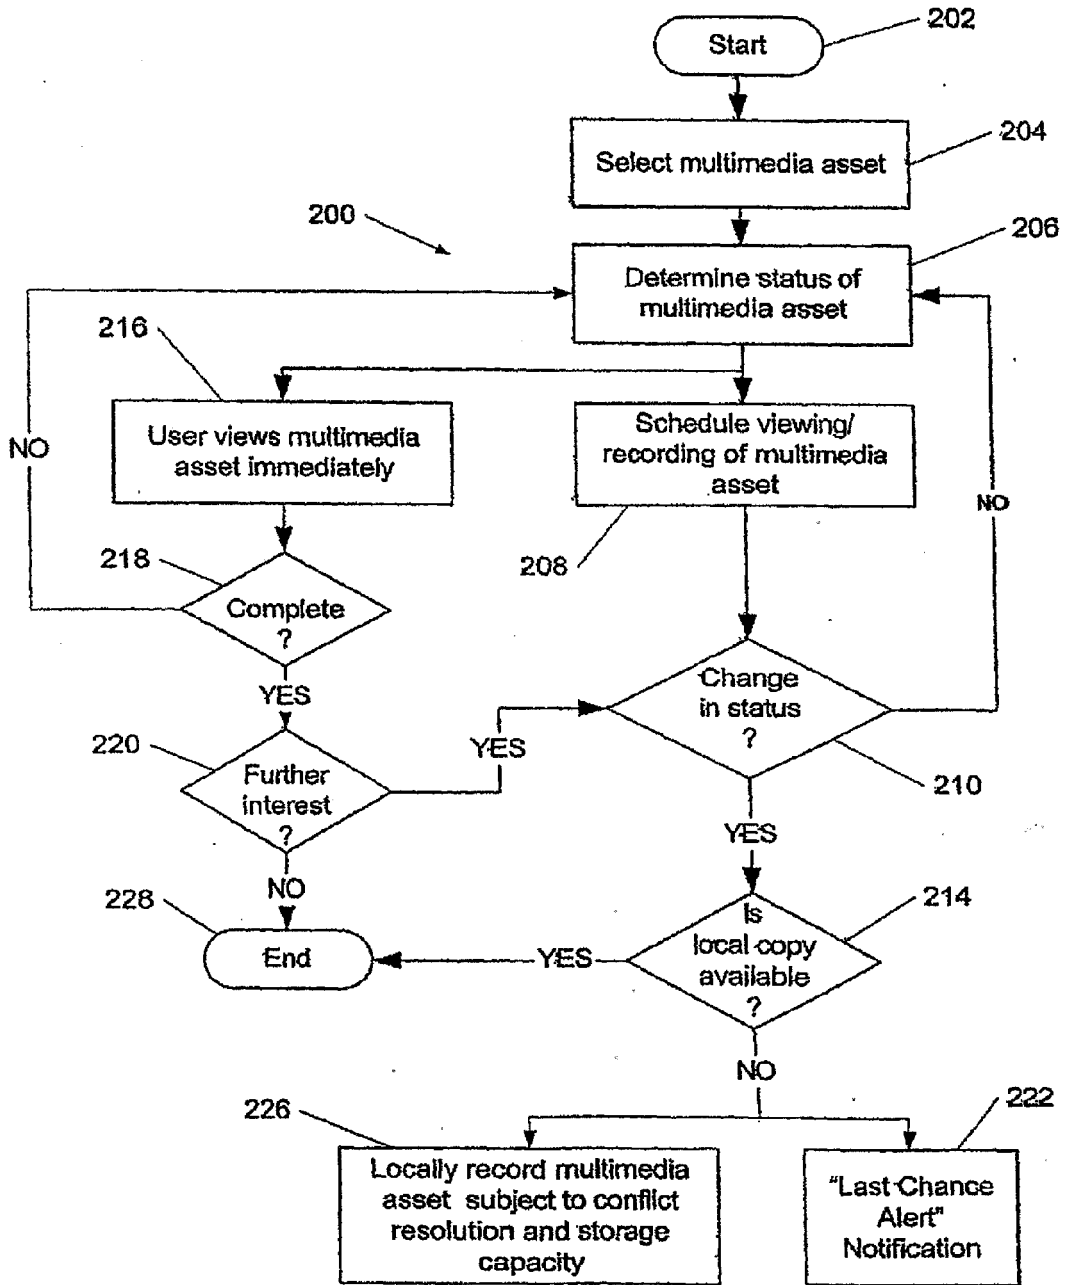 Start
202
Select multimedia asset
204
200
206
Determine status of
multimedia asset
216
User views multimedia
asset immediately
Schedule viewing/
recording of multimedia
asset
NO
NO
218
208
Complete
?
YES
Change
in status
?
220
YES
Further
interest
?
210
YES
NO
228
End
YES
Is
local copy
available
?
214
NO
226
222
Locally record multimedia
asset subject to conflict
resolution and storage
capacity
"Last Chance
Alert"
Notification